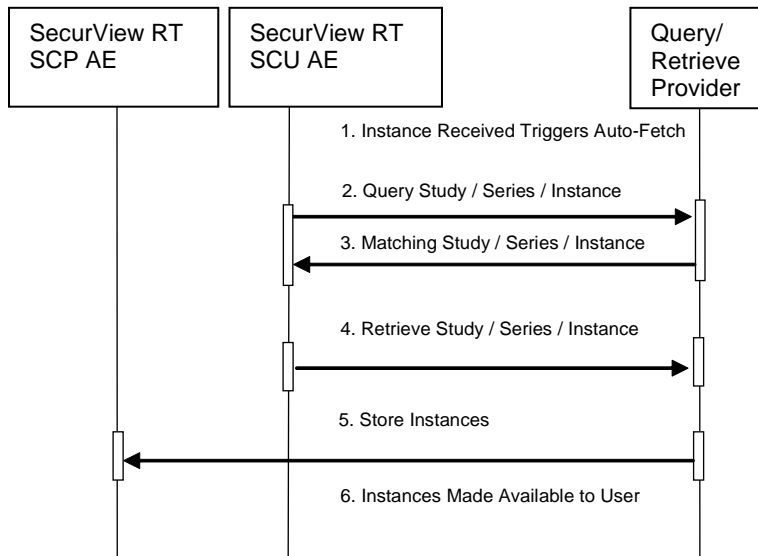 SecurView RT
SCP AE
SecurView RT
SCU AE
Query/
Retrieve
Provider
1. Instance Received Triggers Auto-Fetch
2. Query Study / Series / Instance
3. Matching Study / Series / Instance
4. Retrieve Study / Series / Instance
5. Store Instances
6. Instances Made Available to User